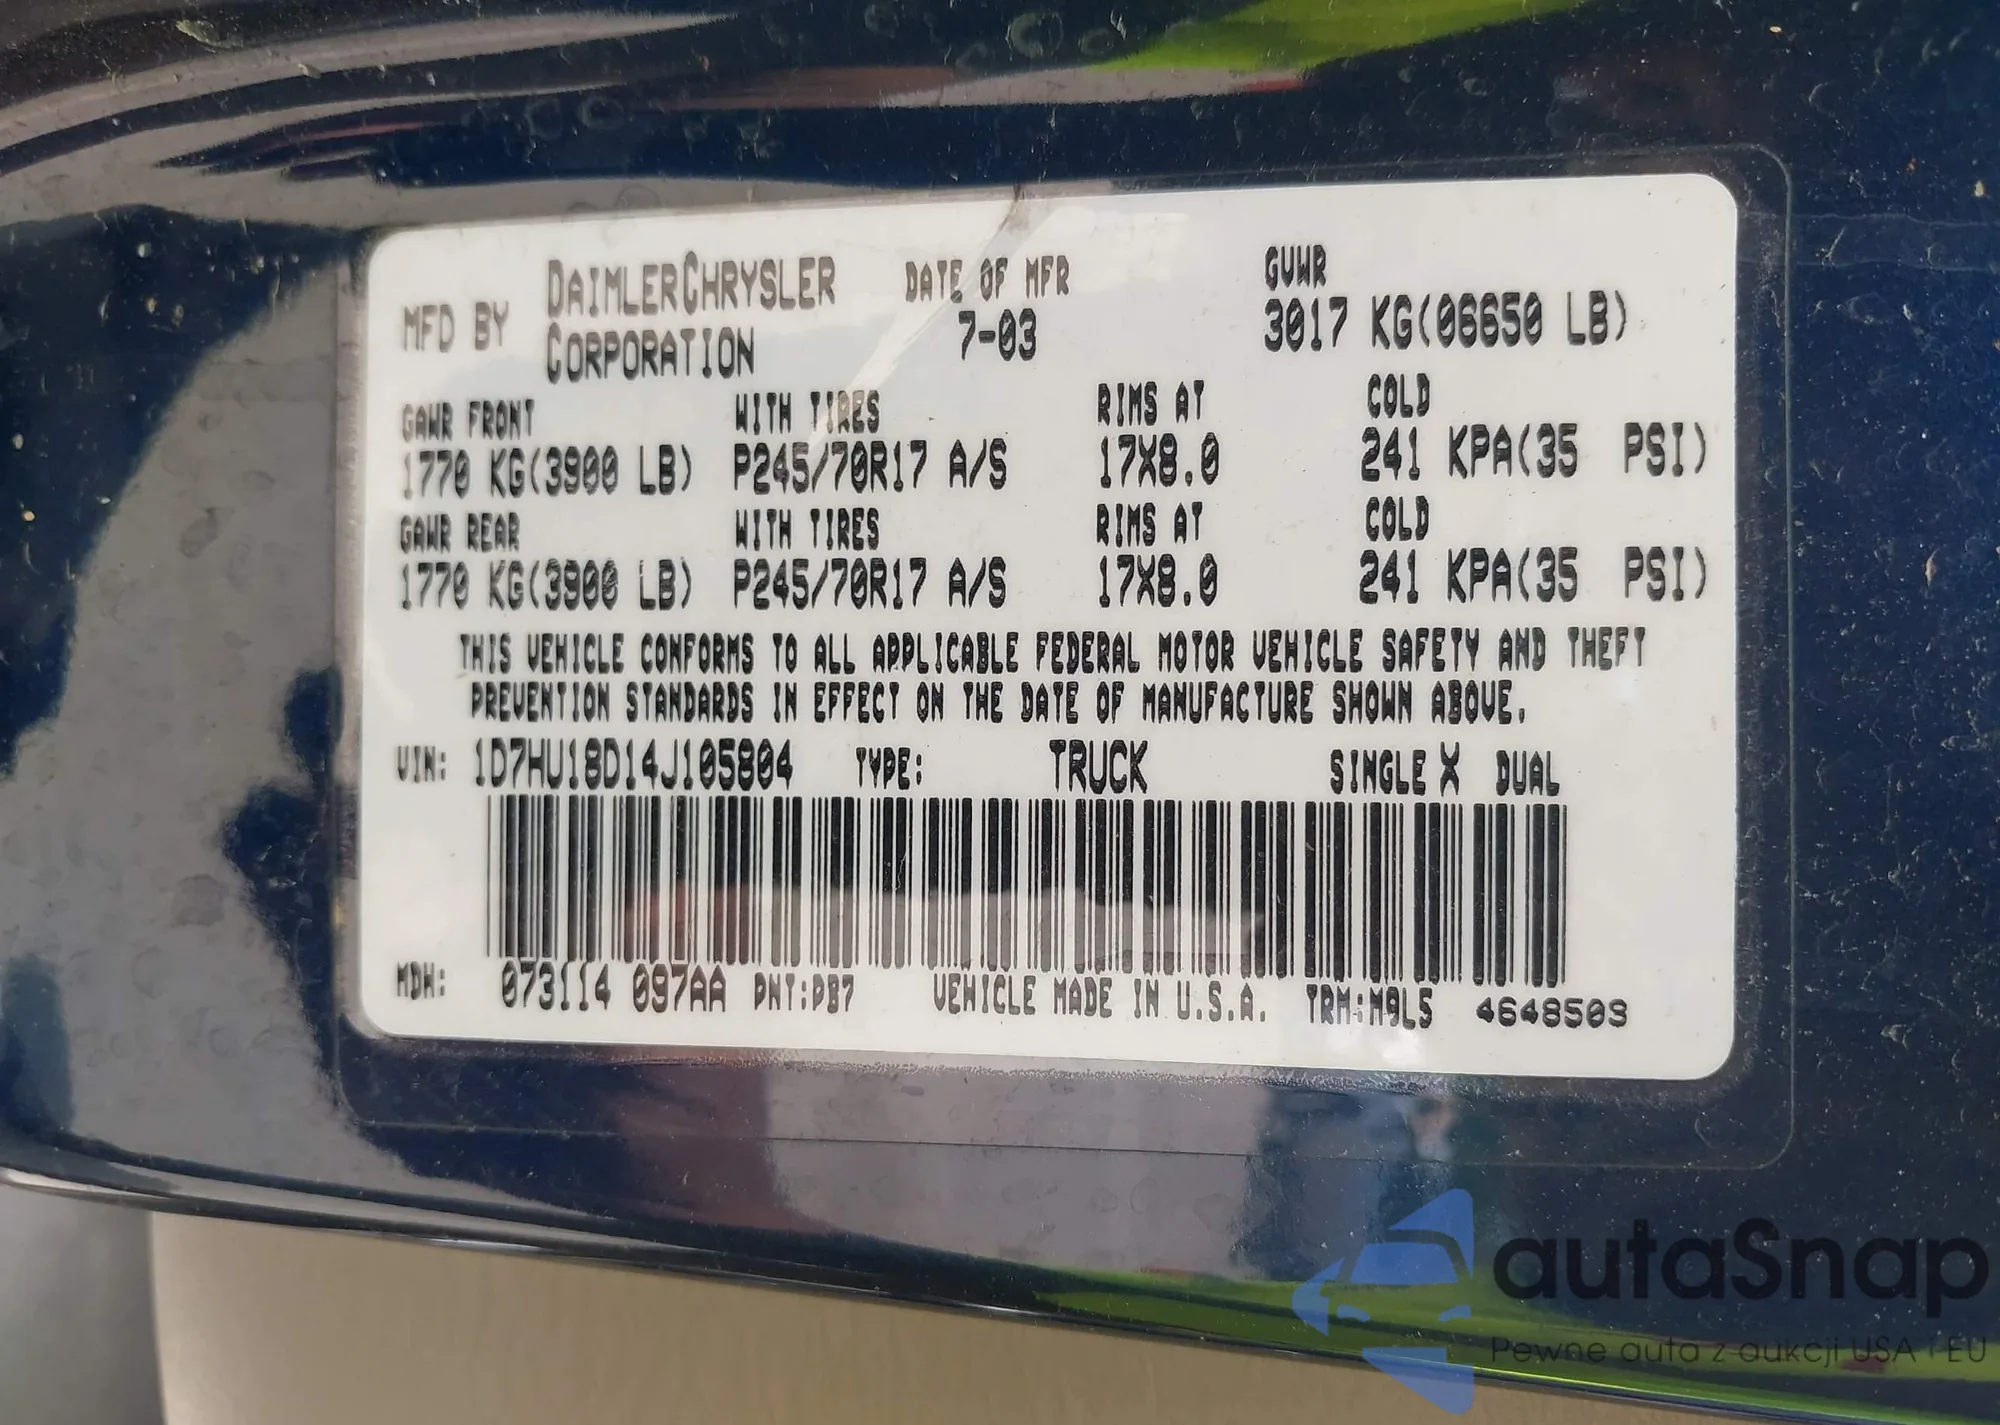 MFD BY DAIMLERCHRYSLER CORPORATION
DATE OF MFR 7-03
GVWR 3017 KG(06650 LB)
GAWR FRONT WITH TIRES RIMS AT COLD
1770 KG(3900 LB) P245/70R17 A/S 17X8.0 241 KPA(35 PSI)
GAWR REAR WITH TIRES RIMS AT COLD
1770 KG(3900 LB) P245/70R17 A/S 17X8.0 241 KPA(35 PSI)
THIS VEHICLE CONFORMS TO ALL APPLICABLE FEDERAL MOTOR VEHICLE SAFETY AND THEFT
PREVENTION STANDARDS IN EFFECT ON THE DATE OF MANUFACTURE SHOWN ABOVE.
VIN: 1D7HU18D14J105804 TYPE: TRUCK SINGLE X DUAL
MDH: 073114 097AA PNT:PB7 VEHICLE MADE IN U.S.A. TRM:M9L5 4648503
autaSnap
Pewne auta z aukcji USA i EU